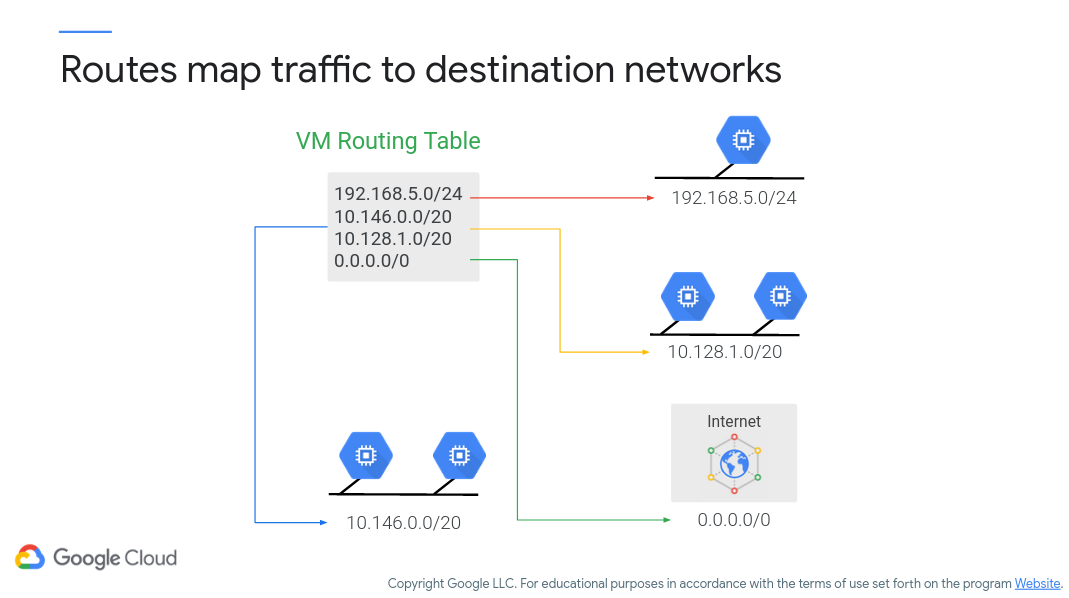 Routes map traffic to destination networks
VM Routing Table
192.168.5.0/24
10.146.0.0/20
10.128.1.0/20
0.0.0.0/0
192.168.5.0/24
10.128.1.0/20
Internet
0.0.0.0/0
10.146.0.0/20
Google Cloud
Copyright Google LLC. For educational purposes in accordance with the terms of use set forth on the program Website.